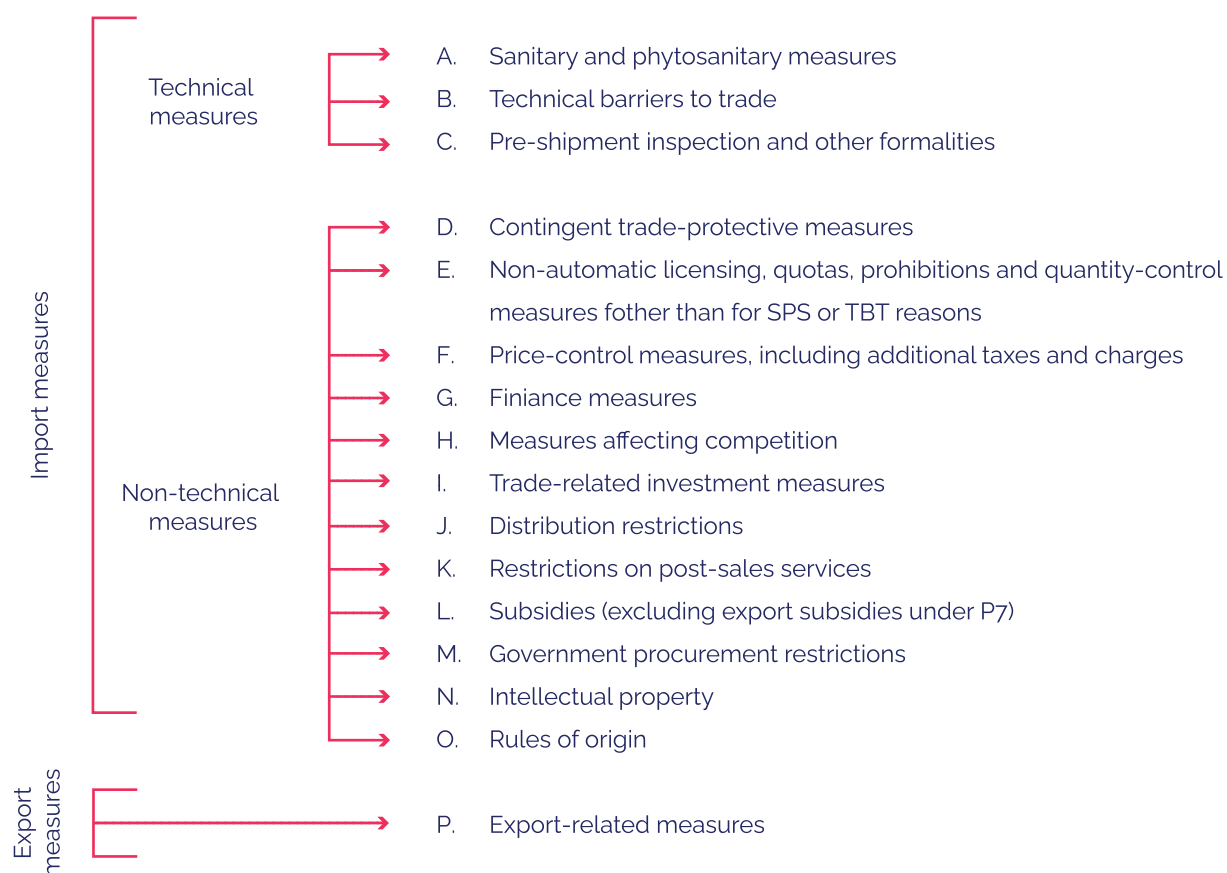 Import measures
Technical
measures
A. Sanitary and phytosanitary measures
B. Technical barriers to trade
C. Pre-shipment inspection and other formalities
Non-technical
measures
D. Contingent trade-protective measures
E. Non-automatic licensing, quotas, prohibitions and quantity-control
measures fother than for SPS or TBT reasons
F. Price-control measures, including additional taxes and charges
G. Finiance measures
H. Measures affecting competition
I. Trade-related investment measures
J. Distribution restrictions
K. Restrictions on post-sales services
L. Subsidies (excluding export subsidies under P7)
M. Government procurement restrictions
N. Intellectual property
O. Rules of origin
Export
measures
P. Export-related measures